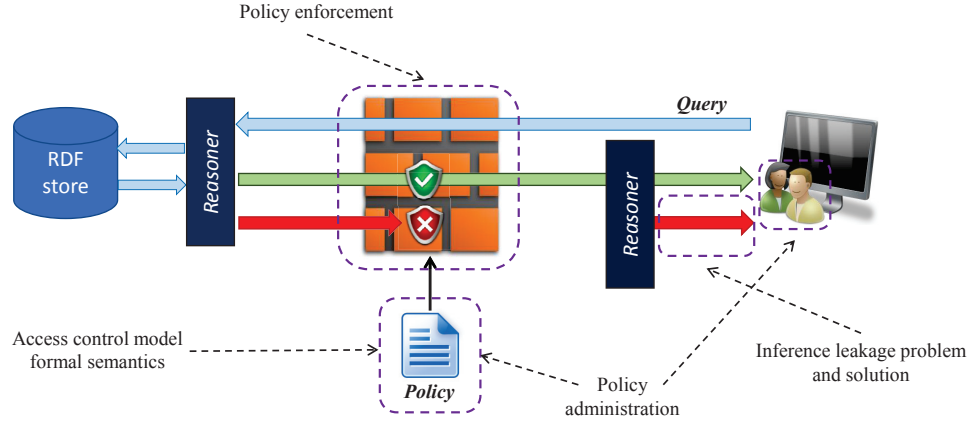 Policy enforcement
Query
RDF
store
Reasoner
Reasoner
Access control model
formal semantics
Policy
Policy
administration
Inference leakage problem
and solution